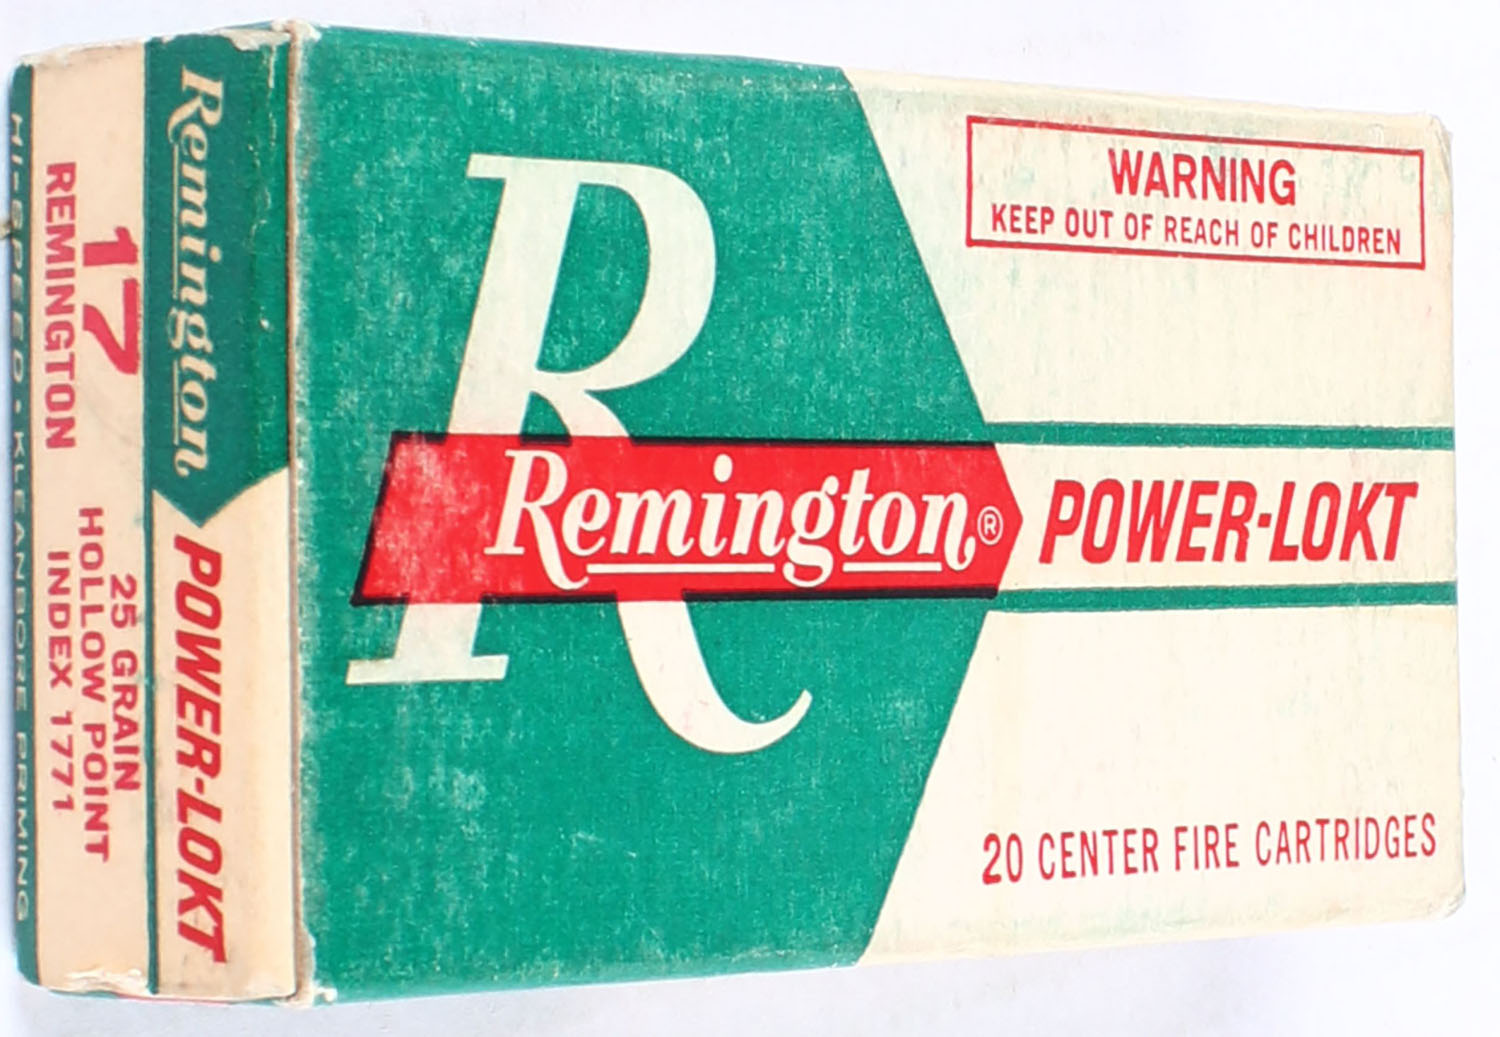 WARNING
KEEP OUT OF REACH OF CHILDREN
R
Remington®
POWER-LOKT
20 CENTER FIRE CARTRIDGES
Remington
POWER-LOKT
17
REMINGTON
25 GRAIN
HOLLOW POINT
INDEX 1771
HI-SPEED • KLEANBORE PRIMING